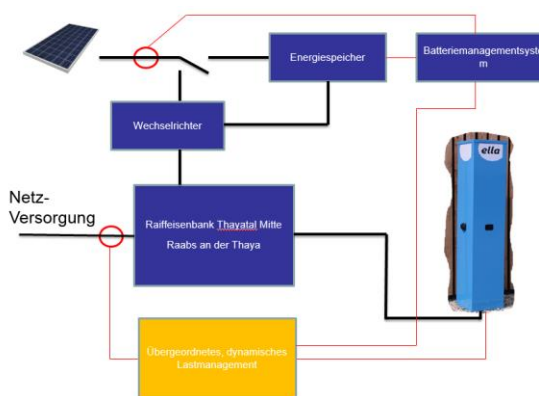 Energiespeicher
Batteriemanagementsyste
m
Wechselrichter
ella
Netz-
Versorgung
Raiffeisenbank Thayatal Mitte
Raabs an der Thaya
Übergeordnetes, dynamisches
Lastmanagement